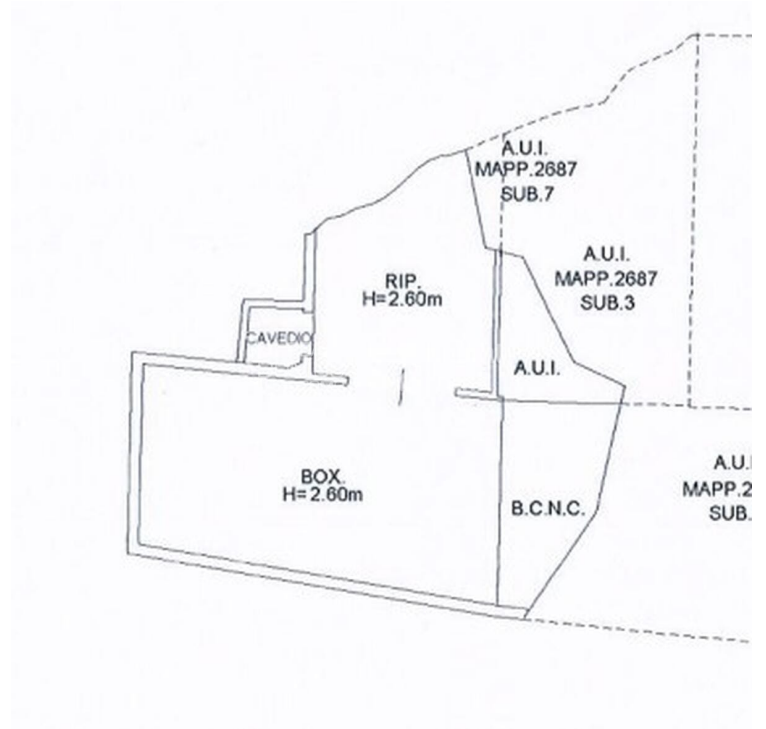 A.U.I.
MAPP.2687
SUB.7
A.U.I.
MAPP.2687
SUB.3
RIP.
H=2.60m
CAVEDIO
A.U.I.
BOX.
H=2.60m
B.C.N.C.
A.U.I
MAPP.2
SUB.